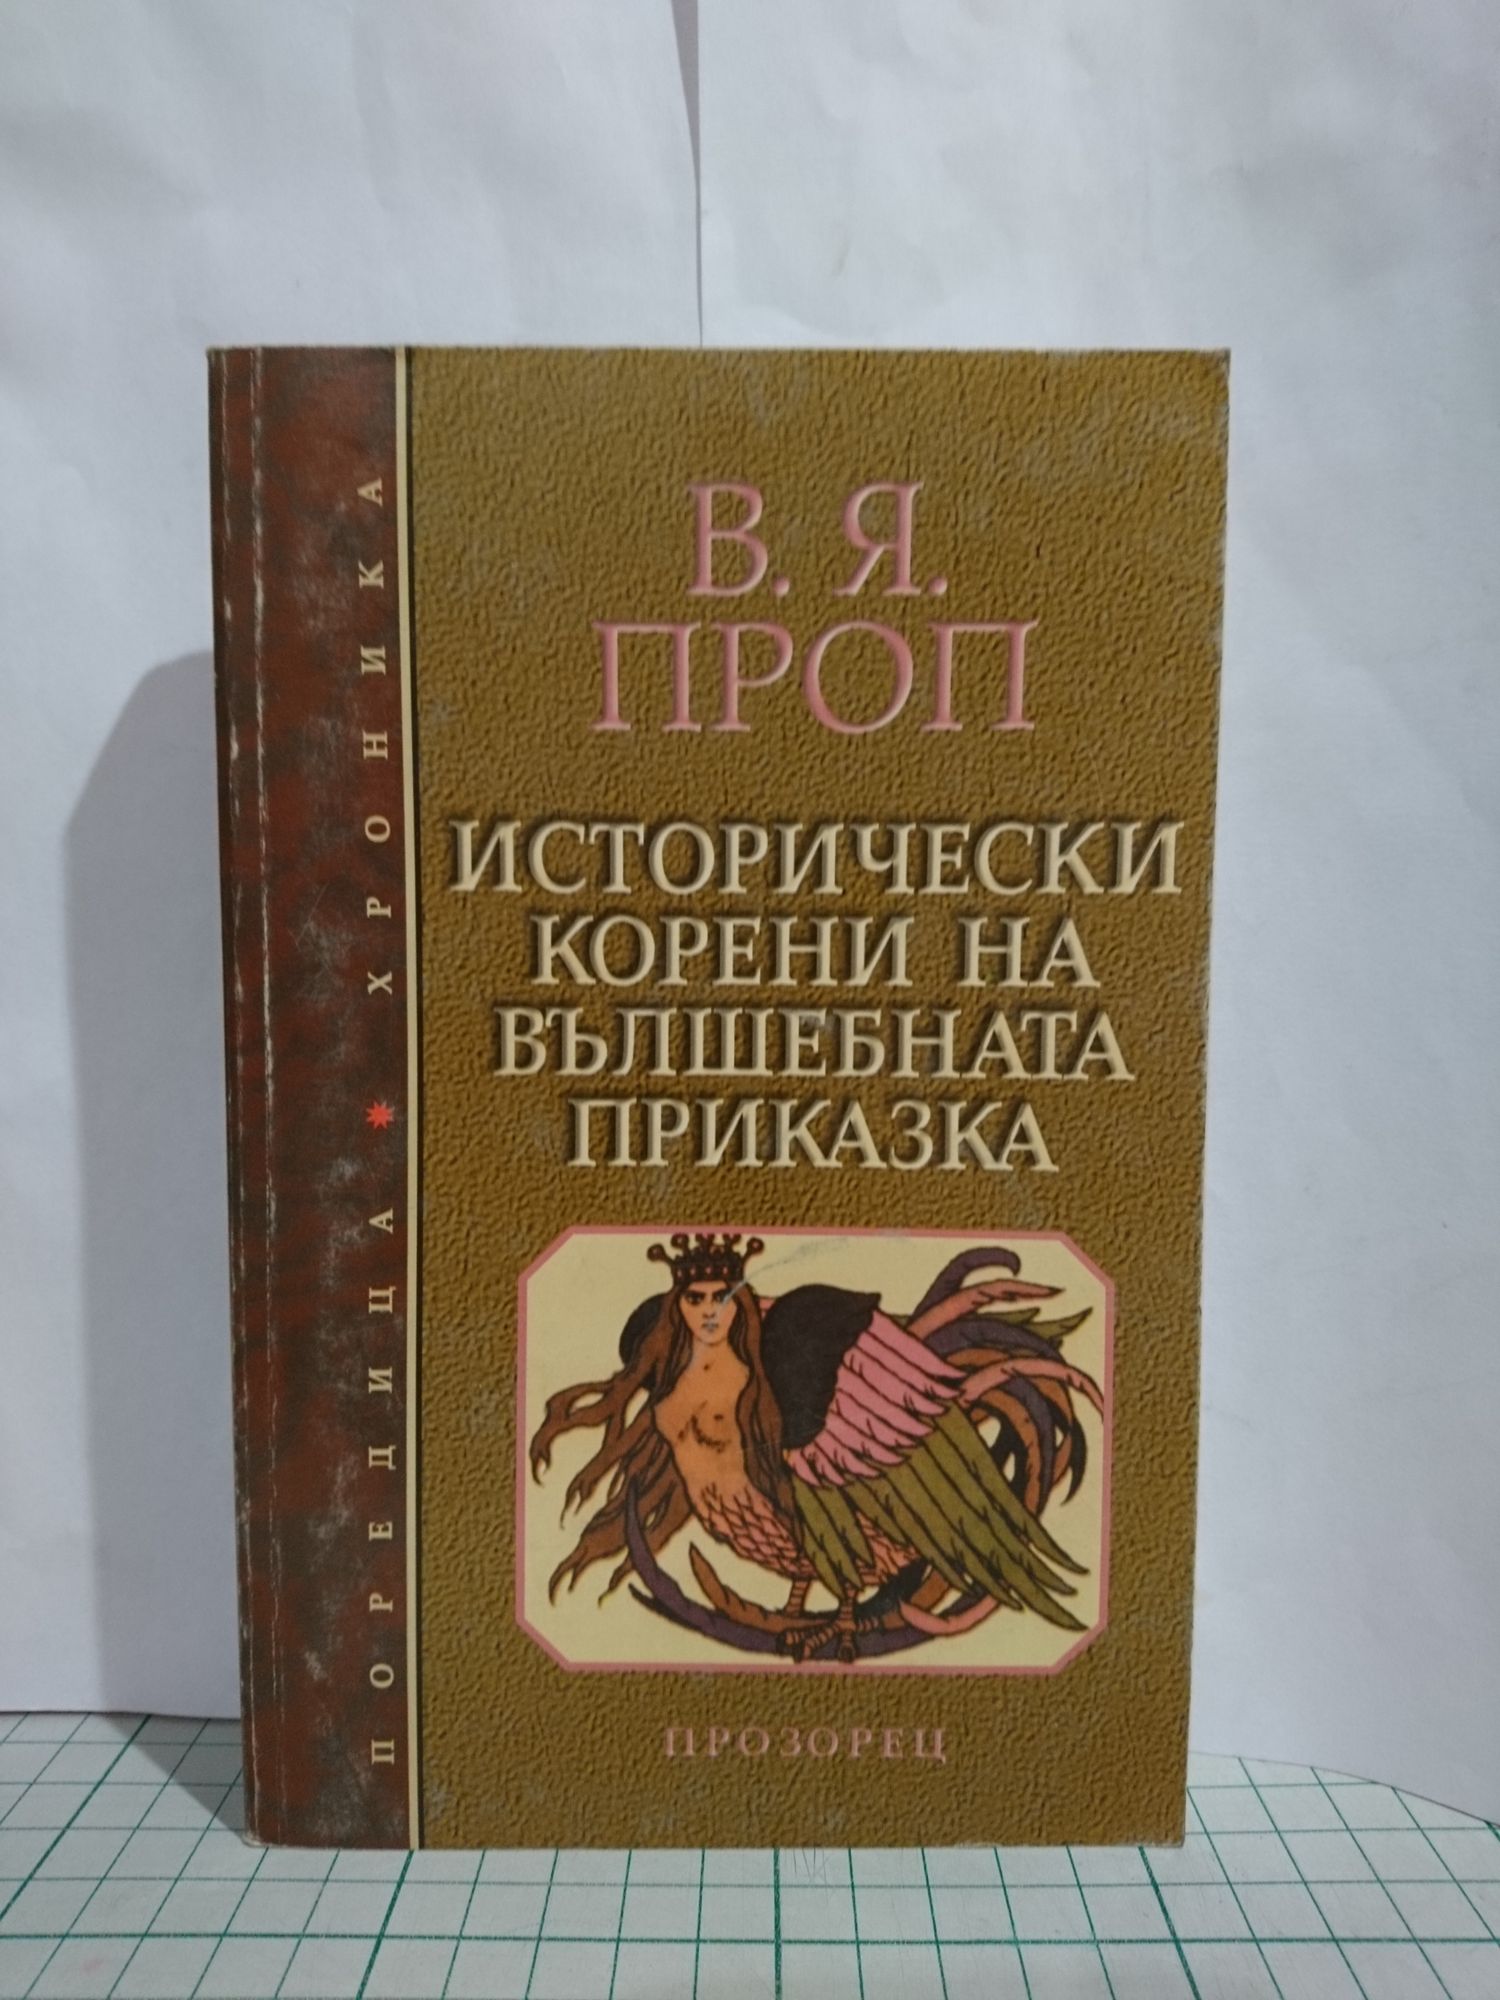 В. Я.
ПРОП
ИСТОРИЧЕСКИ
КОРЕНИ НА
ВЪЛШЕБНАТА
ПРИКАЗКА
ПРОЗОРЕЦ
ПОРЕДИЦА ХРОНИКА